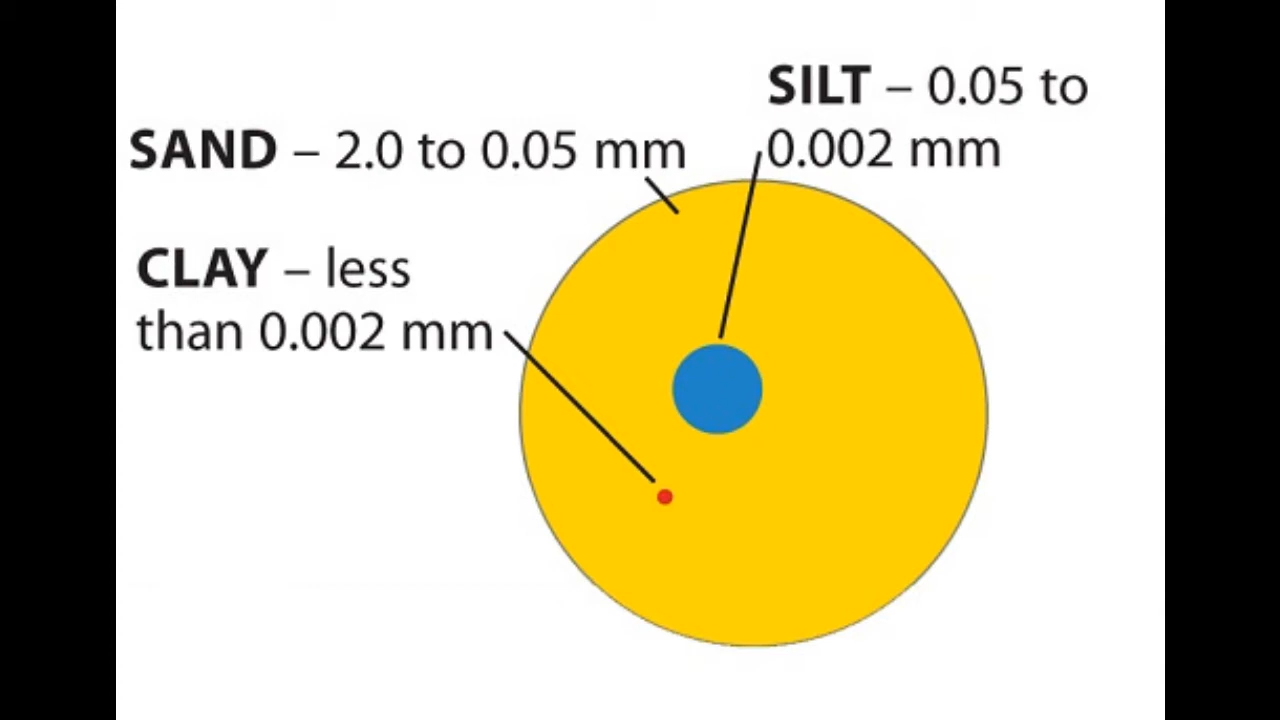 SILT – 0.05 to
0.002 mm
SAND – 2.0 to 0.05 mm
CLAY – less
than 0.002 mm